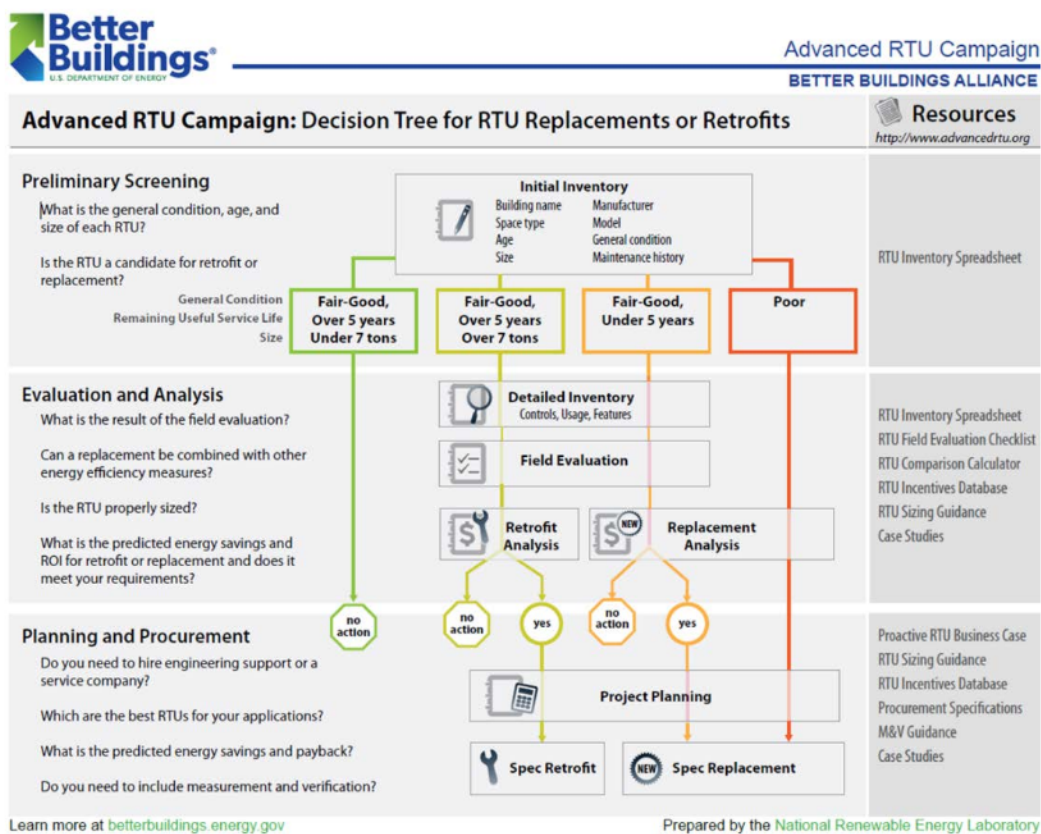 Better
Buildings®
U.S. DEPARTMENT OF ENERGY
Advanced RTU Campaign
BETTER BUILDINGS ALLIANCE
Advanced RTU Campaign: Decision Tree for RTU Replacements or Retrofits
Resources
http://www.advancedrtu.org
Preliminary Screening
What is the general condition, age, and
size of each RTU?
Is the RTU a candidate for retrofit or
replacement?
General Condition
Remaining Useful Service Life
Size
Initial Inventory
Building name
Space type
Age
Size
Manufacturer
Model
General condition
Maintenance history
Fair-Good,
Over 5 years
Under 7 tons
Fair-Good,
Over 5 years
Over 7 tons
Fair-Good,
Under 5 years
Poor
RTU Inventory Spreadsheet
Evaluation and Analysis
What is the result of the field evaluation?
Can a replacement be combined with other
energy efficiency measures?
Is the RTU properly sized?
What is the predicted energy savings and
ROI for retrofit or replacement and does it
meet your requirements?
Detailed Inventory
Controls, Usage, Features
Field Evaluation
$
Retrofit
Analysis
$
NEW
Replacement
Analysis
RTU Inventory Spreadsheet
RTU Field Evaluation Checklist
RTU Comparison Calculator
RTU Incentives Database
RTU Sizing Guidance
Case Studies
no
action
no
action
yes
no
action
yes
Planning and Procurement
Do you need to hire engineering support or a
service company?
Which are the best RTUs for your applications?
What is the predicted energy savings and payback?
Do you need to include measurement and verification?
Project Planning
Spec Retrofit
NEW
Spec Replacement
Proactive RTU Business Case
RTU Sizing Guidance
RTU Incentives Database
Procurement Specifications
M&V Guidance
Case Studies
Learn more at betterbuildings.energy.gov
Prepared by the National Renewable Energy Laboratory